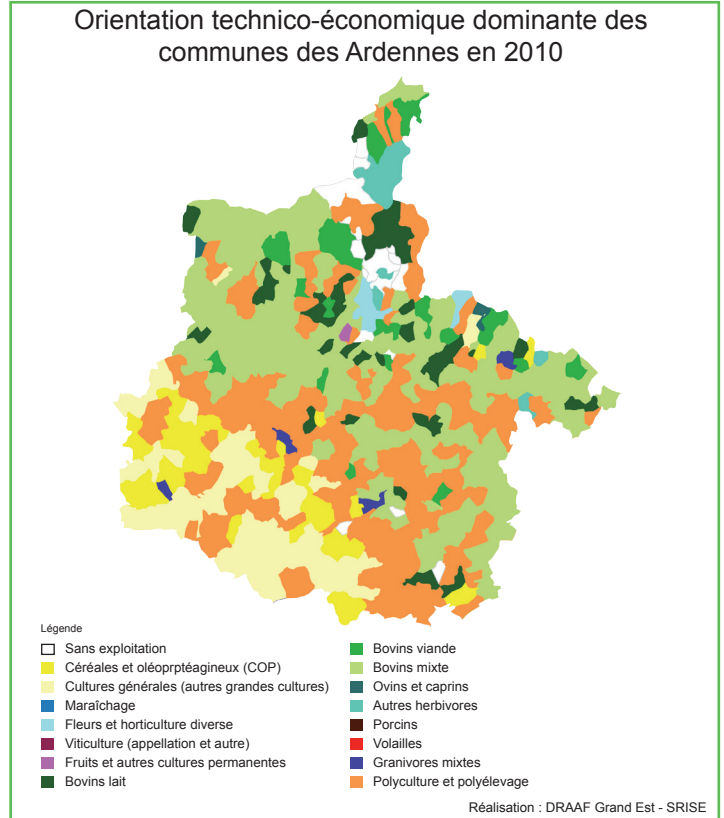 Orientation technico-économique dominante des
communes des Ardennes en 2010
Légende
Sans exploitation
Céréales et oléoprptéagineux (COP)
Cultures générales (autres grandes cultures)
Maraîchage
Fleurs et horticulture diverse
Viticulture (appellation et autre)
Fruits et autres cultures permanentes
Bovins lait
Bovins viande
Bovins mixte
Ovins et caprins
Autres herbivores
Porcins
Volailles
Granivores mixtes
Polyculture et polyélevage
Réalisation : DRAAF Grand Est - SRISE